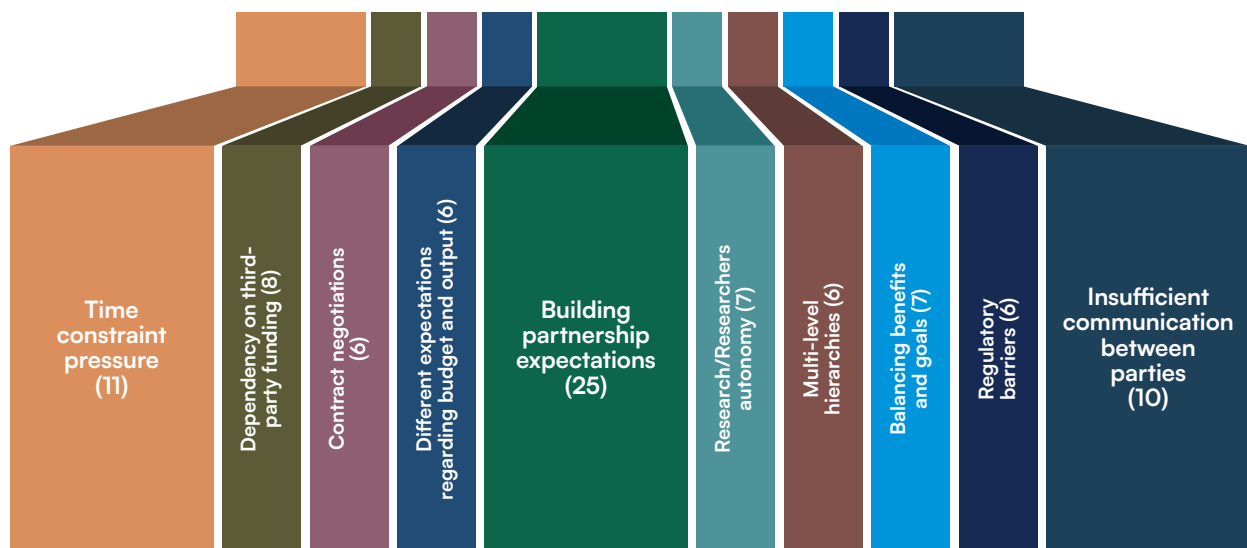 Time
constraint
pressure
(11)
Dependency on third-
party funding (8)
Contract negotiations
(6)
Different expectations
regarding budget and output (6)
Building
partnership
expectations
(25)
Research/Researchers
autonomy (7)
Multi-level
hierarchies (6)
Balancing benefits
and goals (7)
Regulatory
barriers (6)
Insufficient
communication
between
parties
(10)